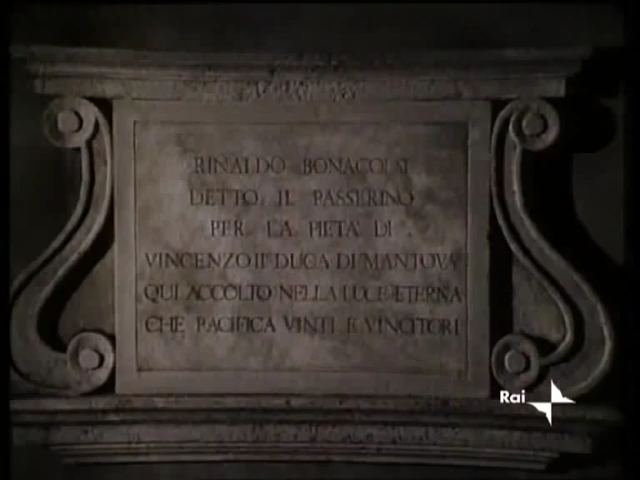 RINALDO BONACOLSI
DETTO IL PASSERINO
PER LA PIETA' DI
VINCENZO II° DUCA DI MANTOVA
QUI ACCOLTO NELLA LUCE ETERNA
CHE PACIFICA VINTI E VINCITORI
Rai